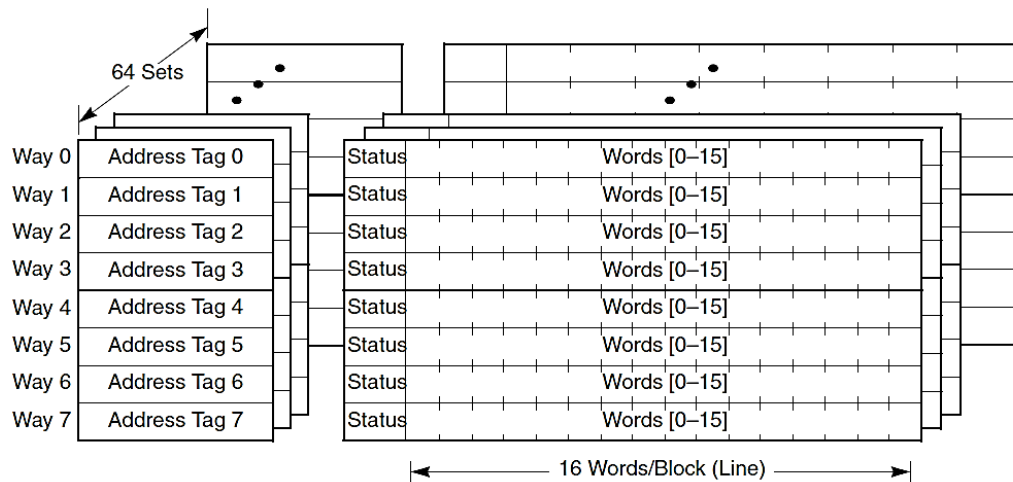 64 Sets
Way 0 Address Tag 0 Status Words [0–15]
Way 1 Address Tag 1 Status Words [0–15]
Way 2 Address Tag 2 Status Words [0–15]
Way 3 Address Tag 3 Status Words [0–15]
Way 4 Address Tag 4 Status Words [0–15]
Way 5 Address Tag 5 Status Words [0–15]
Way 6 Address Tag 6 Status Words [0–15]
Way 7 Address Tag 7 Status Words [0–15]
16 Words/Block (Line)